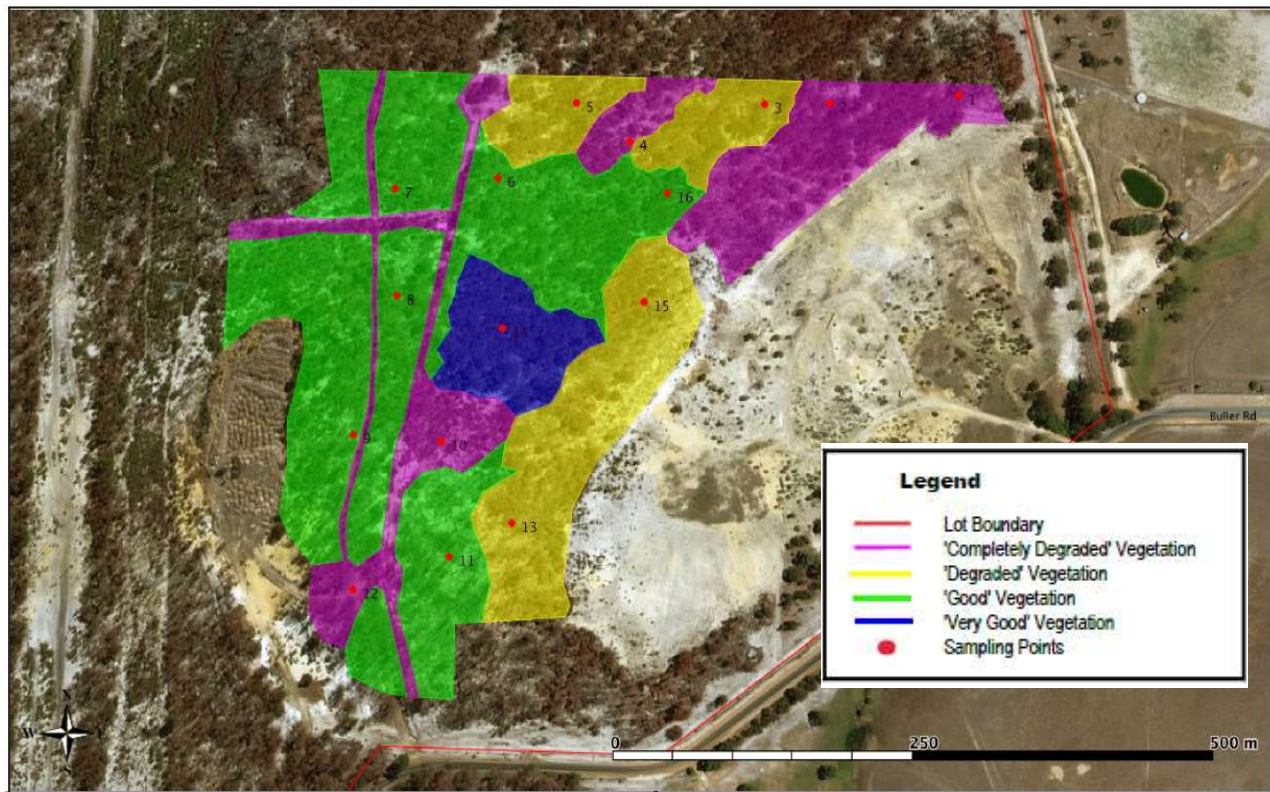 1
2
3
5
4
6
7
16
8
15
14
9
10
13
11
12
Buller Rd
Legend
Lot Boundary
'Completely Degraded' Vegetation
'Degraded' Vegetation
'Good' Vegetation
'Very Good' Vegetation
Sampling Points
N
W
S
0
250
500 m